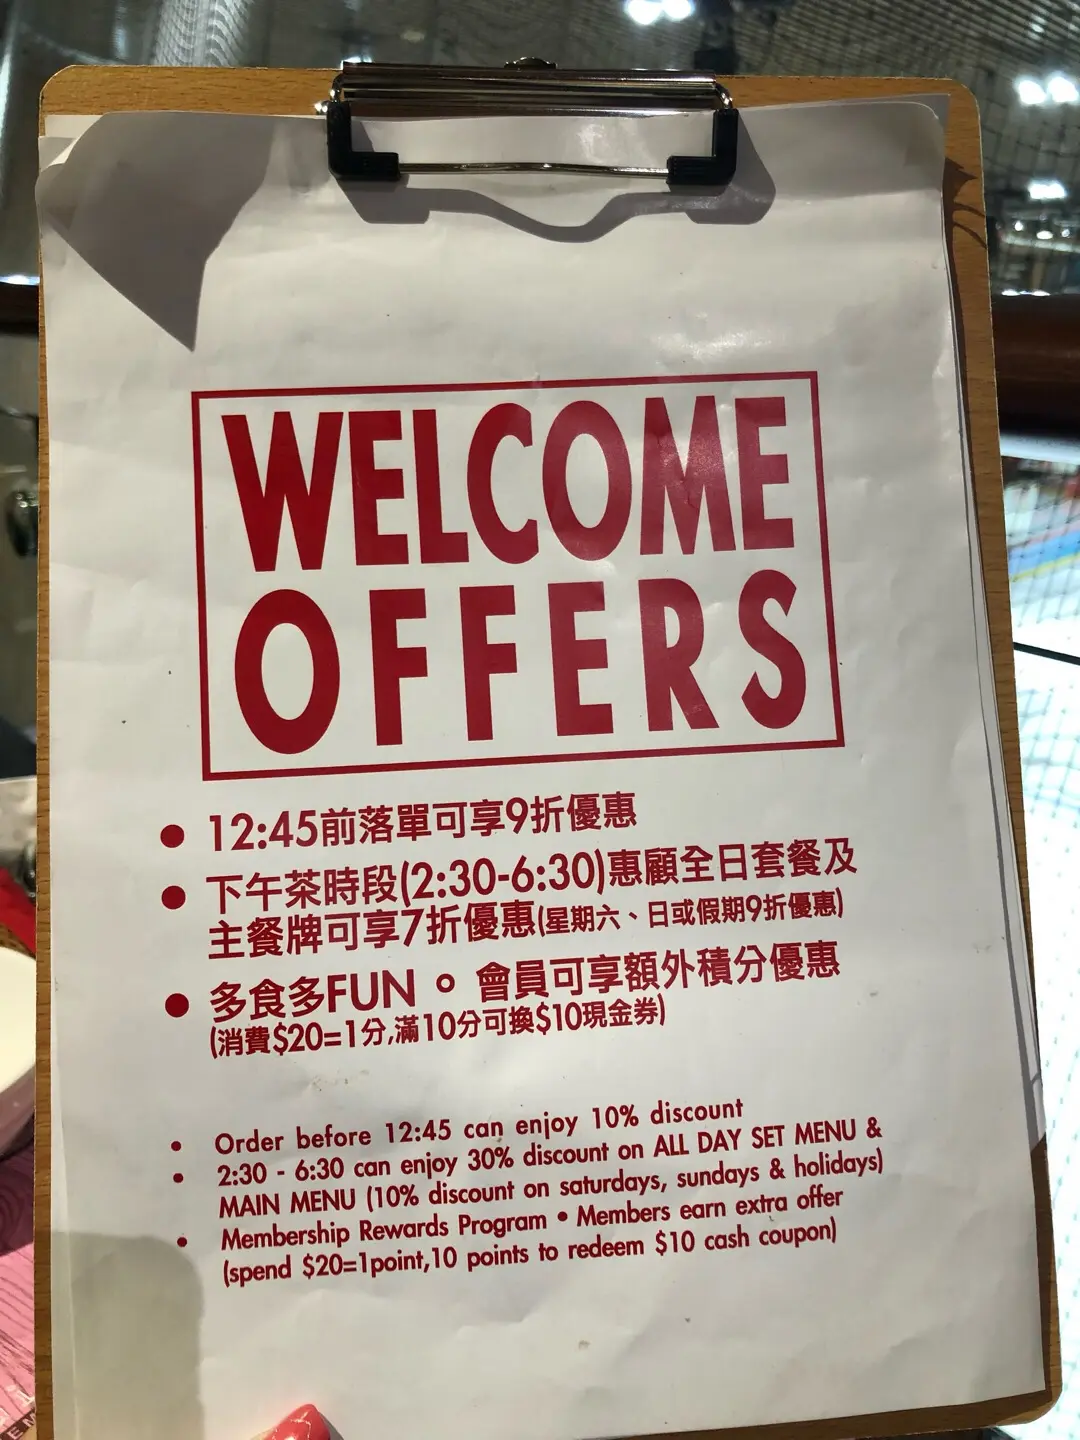 WELCOME
OFFERS
• 12:45前落單可享9折優惠
• 下午茶時段(2:30-6:30)惠顧全日套餐及
主餐牌可享7折優惠(星期六、日或假期9折優惠)
• 多食多FUN。會員可享額外積分優惠
(消費$20=1分,滿10分可換$10現金券)
• Order before 12:45 can enjoy 10% discount
• 2:30 - 6:30 can enjoy 30% discount on ALL DAY SET MENU &
MAIN MENU (10% discount on saturdays, sundays & holidays)
• Membership Rewards Program • Members earn extra offer
(spend $20=1point,10 points to redeem $10 cash coupon)